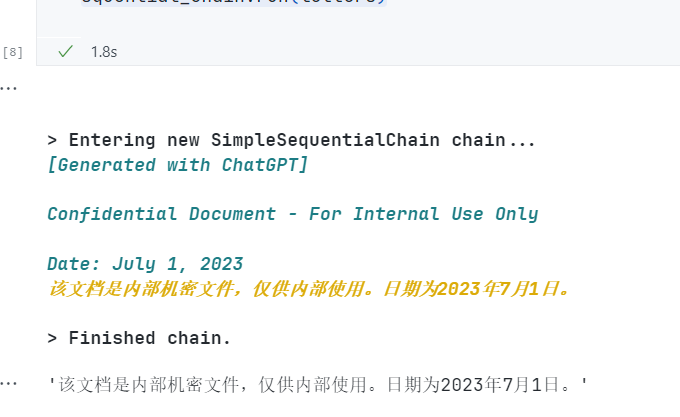 sequential_chain.run(letters)
[8]
1.8s
...
> Entering new SimpleSequentialChain chain...
[Generated with ChatGPT]
Confidential Document - For Internal Use Only
Date: July 1, 2023
该文档是内部机密文件，仅供内部使用。日期为2023年7月1日。
> Finished chain.
...
'该文档是内部机密文件，仅供内部使用。日期为2023年7月1日。'